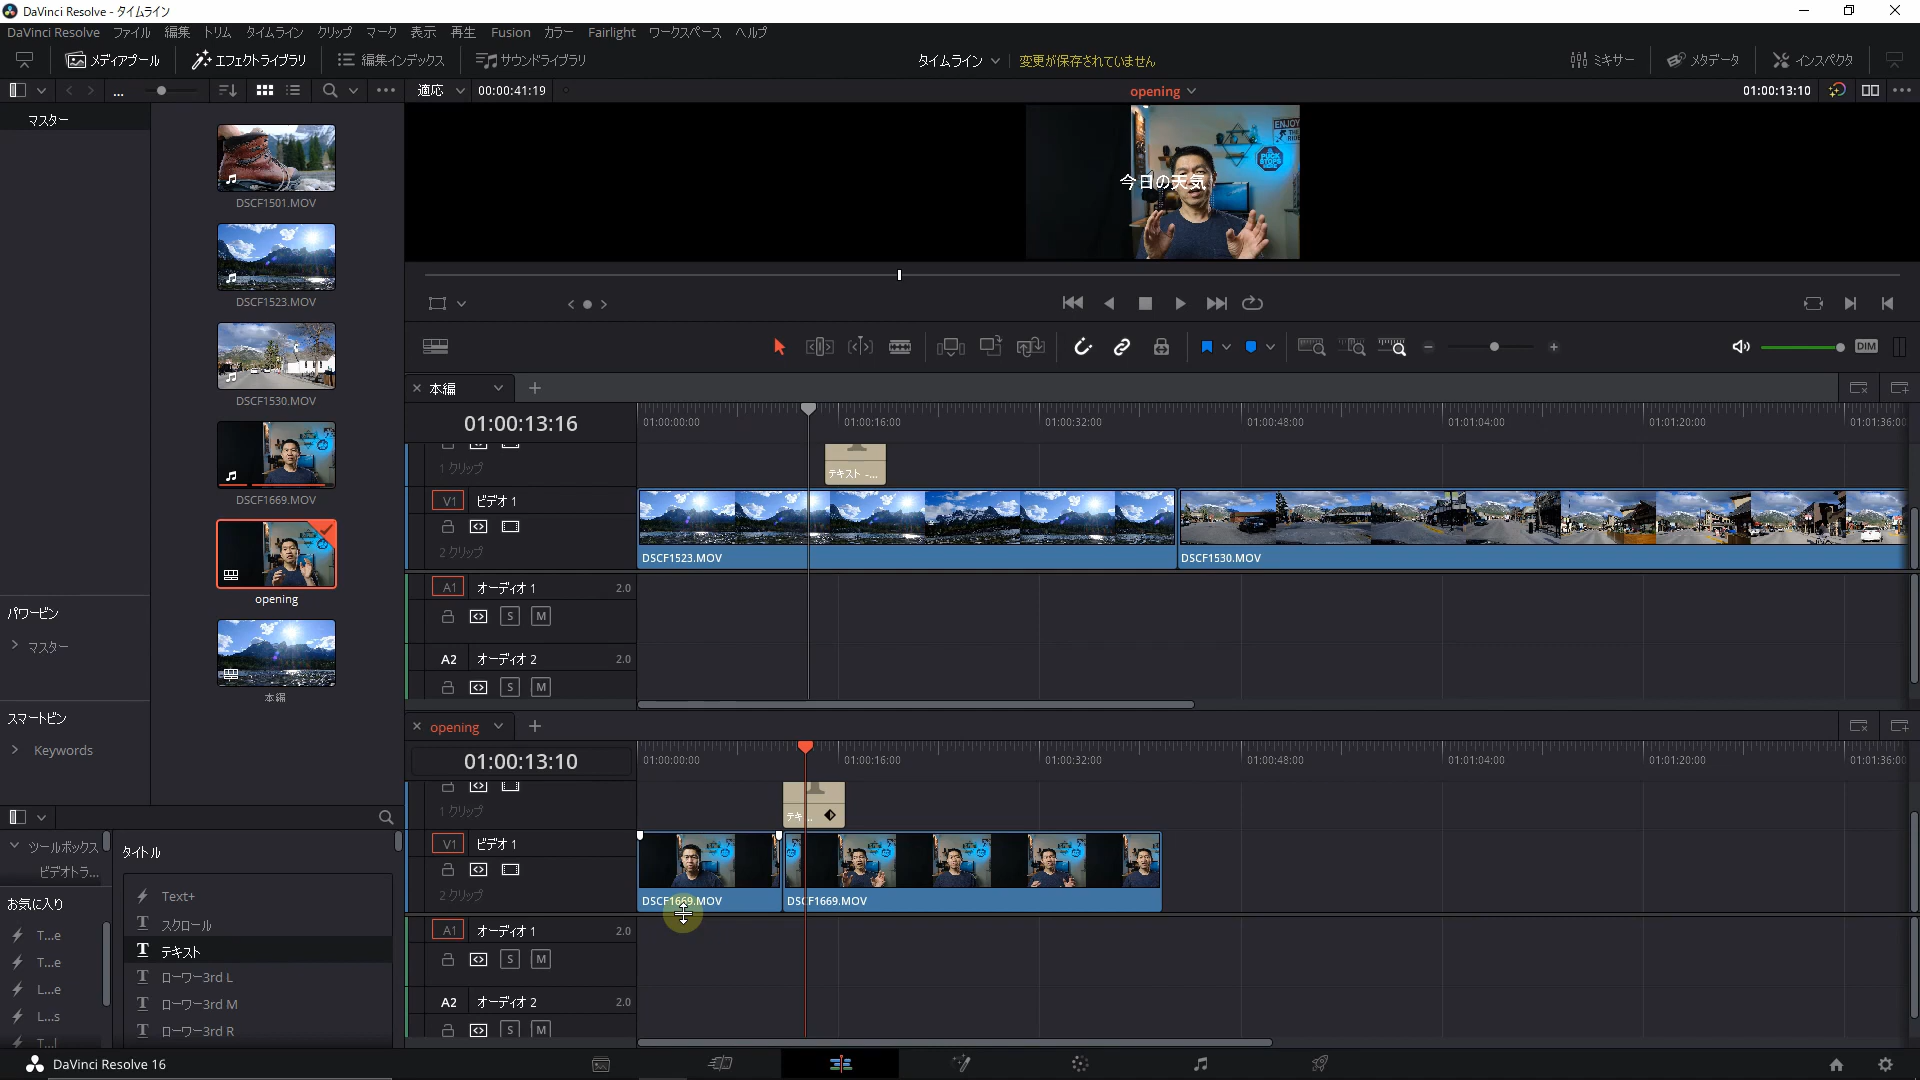 DaVinci Resolve - タイムライン
DaVinci Resolve ファイル 編集 トリム タイムライン クリップ マーク 表示 再生 Fusion カラー Fairlight ワークスペース ヘルプ
メディアプール エフェクトライブラリ 編集インデックス サウンドライブラリ タイムライン 変更が保存されていません ミキサー メタデータ インスペクタ
... 適応 00:00:41:19 opening 01:00:13:10
マスター
DSCF1501.MOV
DSCF1523.MOV
DSCF1530.MOV
DSCF1669.MOV
opening
本編
パワービン
マスター
スマートビン
Keywords
ENJOY
THE
RIDE
PUCK
STOPS
HERE
今日の天気
DIM
本編
01:00:13:16
01:00:00:00 01:00:16:00 01:00:32:00 01:00:48:00 01:01:04:00 01:01:20:00 01:01:36:00
1 クリップ
テキスト -...
V1 ビデオ 1
2 クリップ
DSCF1523.MOV DSCF1530.MOV
A1 オーディオ 1 2.0
S M
A2 オーディオ 2 2.0
S M
opening
01:00:13:10
01:00:00:00 01:00:16:00 01:00:32:00 01:00:48:00 01:01:04:00 01:01:20:00 01:01:36:00
1 クリップ
テキ...
V1 ビデオ 1
2 クリップ
DSCF1669.MOV DSCF1669.MOV
A1 オーディオ 1 2.0
S M
A2 オーディオ 2 2.0
S M
ツールボックス
ビデオトラ...
お気に入り
T...e
T...e
L...e
L...s
T...l
タイトル
Text+
スクロール
テキスト
ローワー3rd L
ローワー3rd M
ローワー3rd R
DaVinci Resolve 16